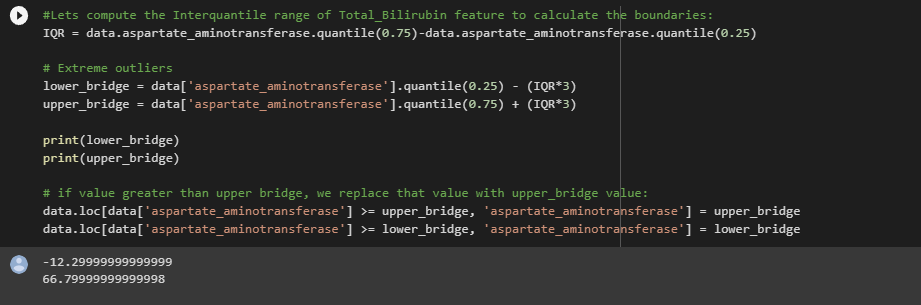 #Lets compute the Interquantile range of Total_Bilirubin feature to calculate the boundaries:
IQR = data.aspartate_aminotransferase.quantile(0.75)-data.aspartate_aminotransferase.quantile(0.25)
# Extreme outliers
lower_bridge = data['aspartate_aminotransferase'].quantile(0.25) - (IQR*3)
upper_bridge = data['aspartate_aminotransferase'].quantile(0.75) + (IQR*3)
print(lower_bridge)
print(upper_bridge)
# if value greater than upper bridge, we replace that value with upper_bridge value:
data.loc[data['aspartate_aminotransferase'] >= upper_bridge, 'aspartate_aminotransferase'] = upper_bridge
data.loc[data['aspartate_aminotransferase'] >= lower_bridge, 'aspartate_aminotransferase'] = lower_bridge
-12.29999999999999
66.79999999999998